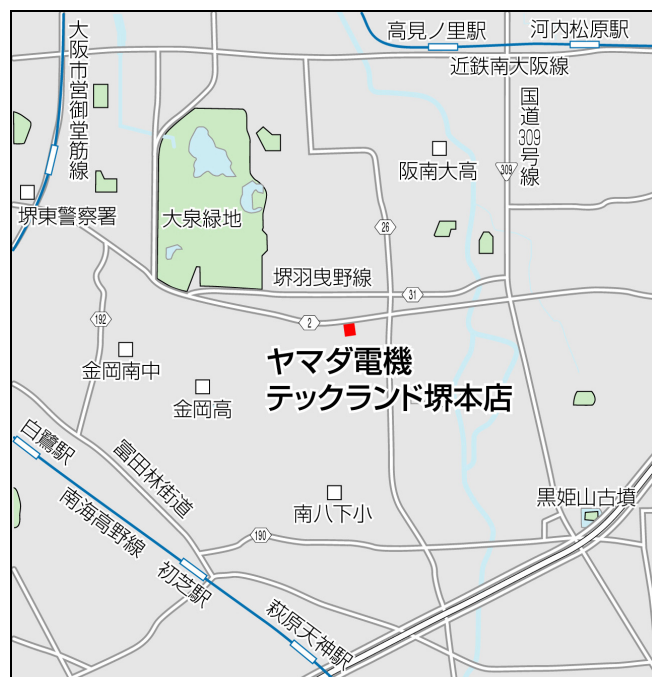 高見ノ里駅
河内松原駅
近鉄南大阪線
大阪市営御堂筋線
国道309号線
阪南大高
309
堺東警察署
大泉緑地
26
堺羽曳野線
31
192
2
ヤマダ電機
テックランド堺本店
金岡南中
金岡高
白鷺駅
富田林街道
南海高野線
南八下小
黒姫山古墳
190
初芝駅
萩原天神駅